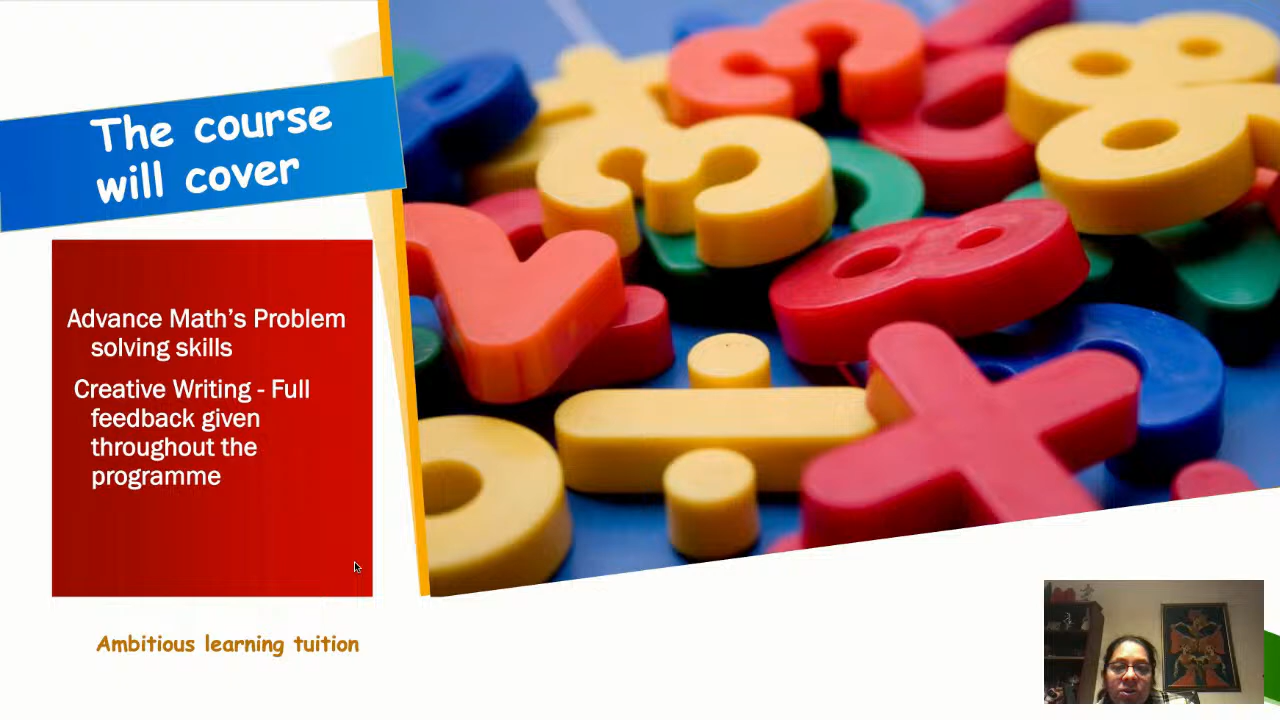 The course
will cover
Advance Math's Problem
solving skills
Creative Writing - Full
feedback given
throughout the
programme
Ambitious learning tuition